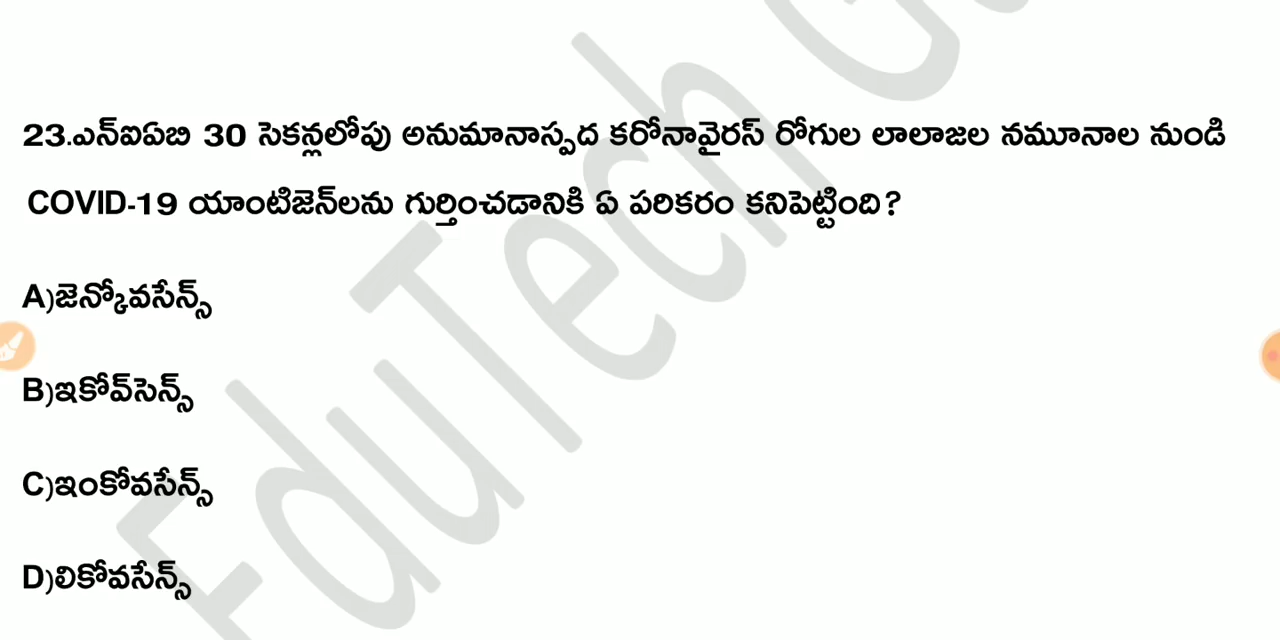 23.ఎన్ఐఏబి 30 సెకన్లలోపు అనుమానాస్పద కరోనావైరస్ రోగుల లాలాజల నమూనాల నుండి
COVID-19 యాంటిజెన్‌లను గుర్తించడానికి ఏ పరికరం కనిపెట్టింది?
A)జెన్కోవసేన్స్
B)ఇకోవ్‌సెన్స్
C)ఇంకోవసేన్స్
D)లికోవసేన్స్
EduTech